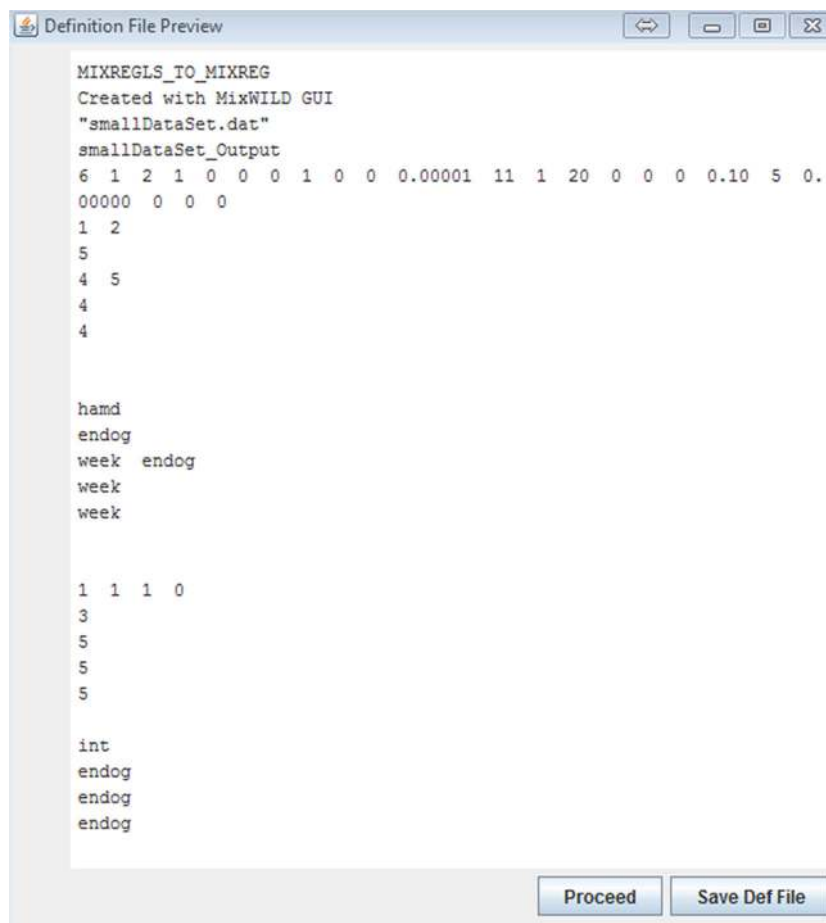 Definition File Preview
MIXREGLS_TO_MIXREG
Created with MixWILD GUI
"smallDataSet.dat"
smallDataSet_Output
6 1 2 1 0 0 0 1 0 0 0.00001 11 1 20 0 0 0 0.10 5 0.
00000 0 0 0
1 2
5
4 5
4
4
hamd
endog
week endog
week
week
1 1 1 0
3
5
5
5
int
endog
endog
endog
Proceed Save Def File